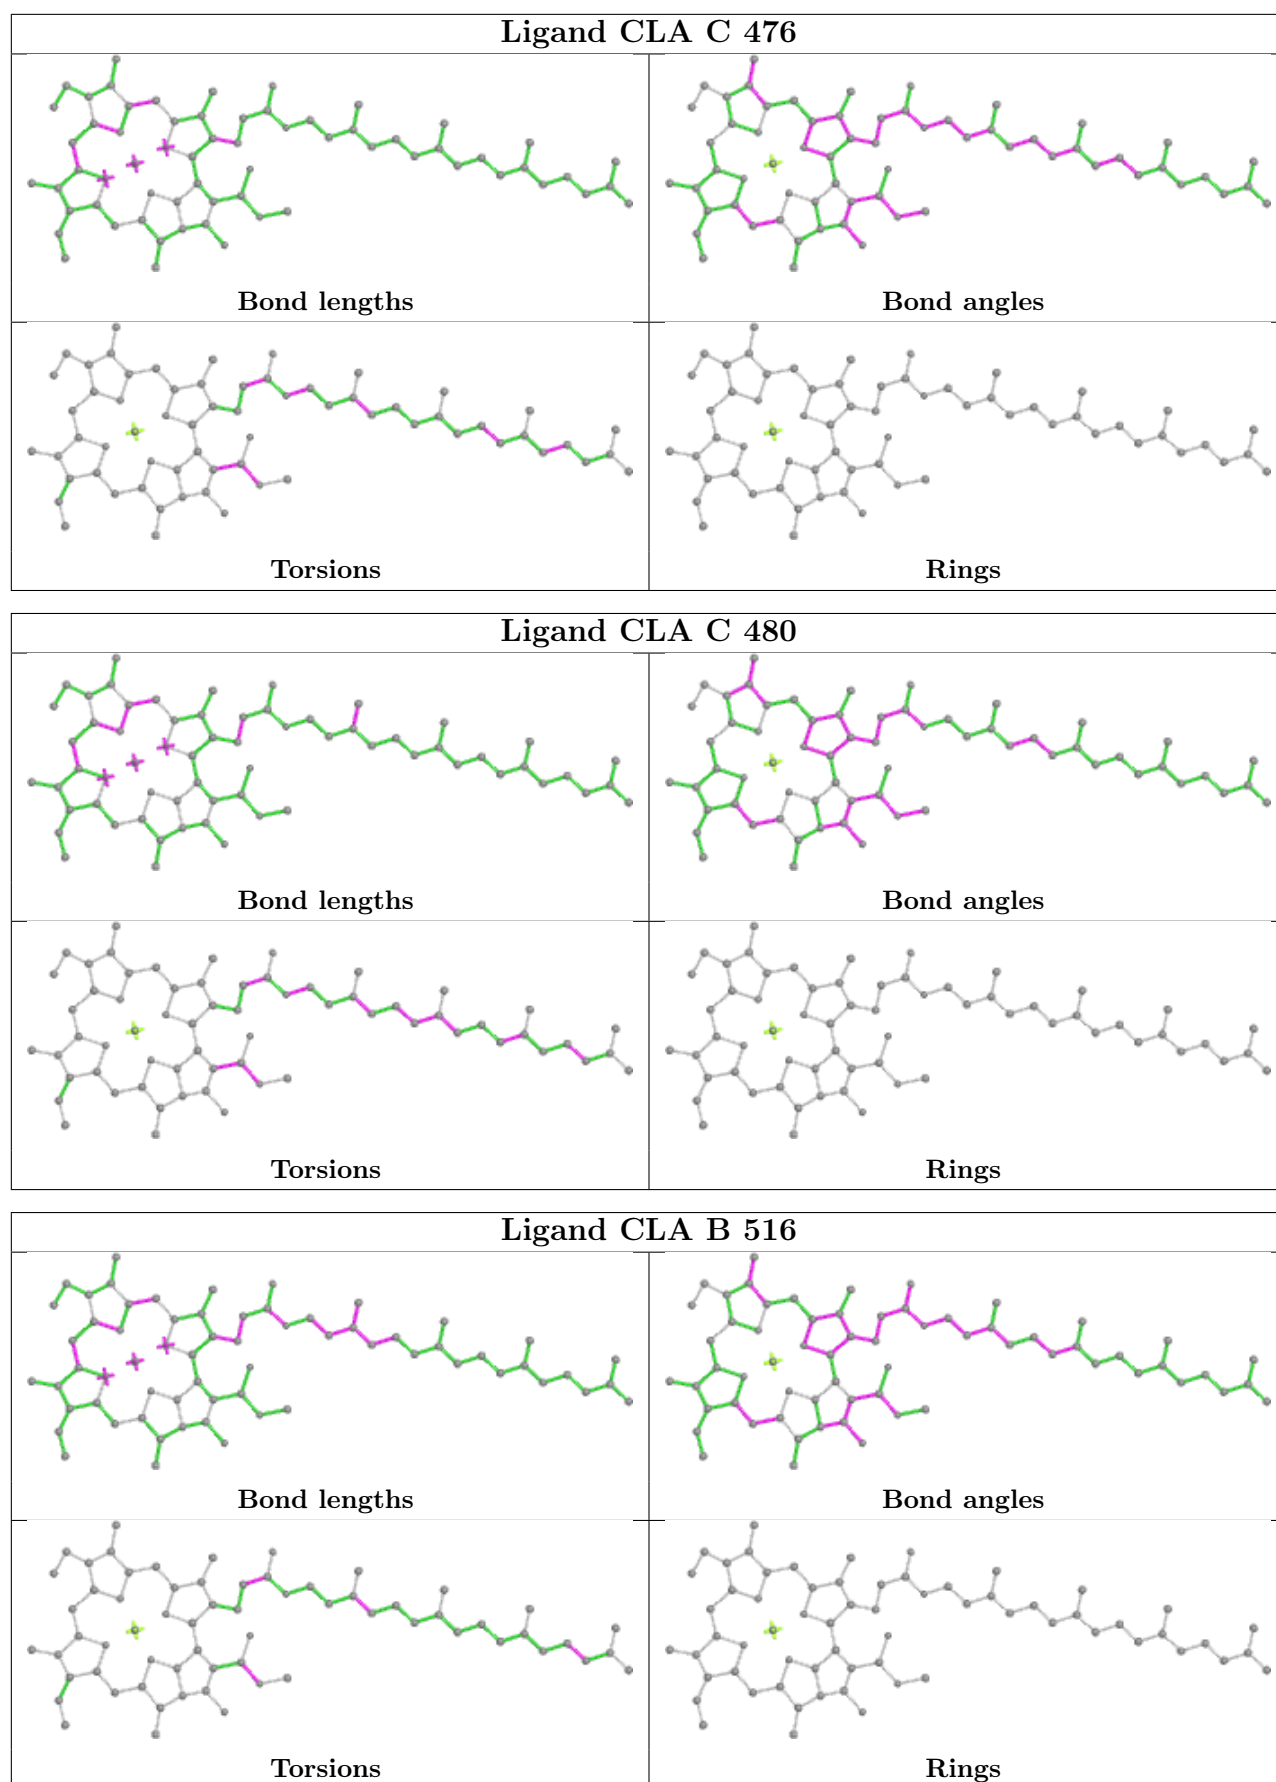 Ligand CLA C 476
Bond lengths
Bond angles
Torsions
Rings
Ligand CLA C 480
Bond lengths
Bond angles
Torsions
Rings
Ligand CLA B 516
Bond lengths
Bond angles
Torsions
Rings